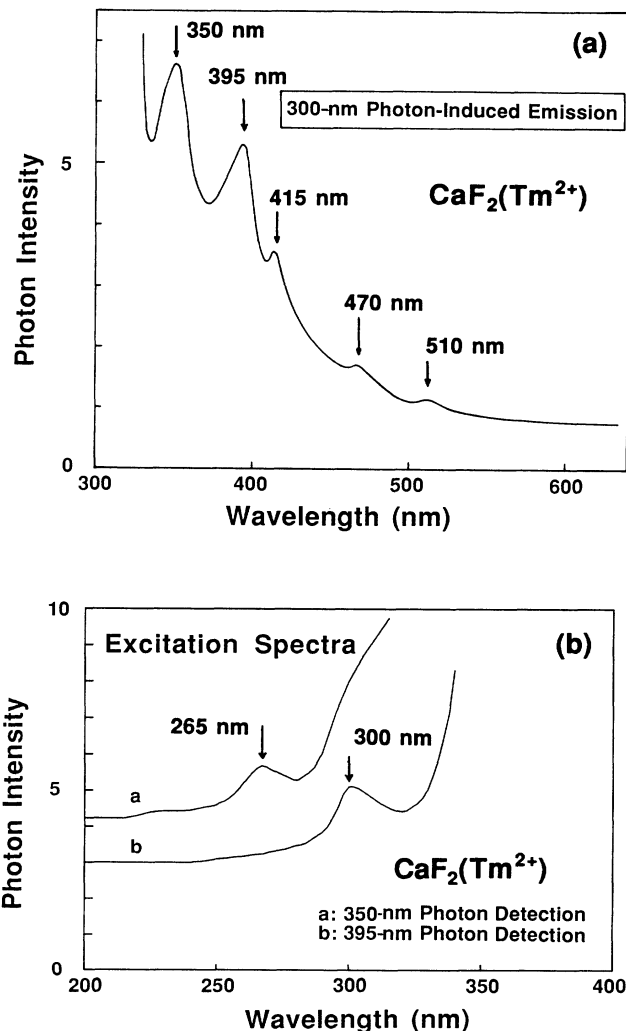 350 nm
(a)
395 nm
300-nm Photon-Induced Emission
5
CaF₂(Tm²⁺)
415 nm
470 nm
510 nm
Photon Intensity
0
300 400 500 600
Wavelength (nm)
10
Excitation Spectra (b)
265 nm
300 nm
5
a
b
Photon Intensity
CaF₂(Tm²⁺)
a: 350-nm Photon Detection
b: 395-nm Photon Detection
0
200 250 300 350 400
Wavelength (nm)